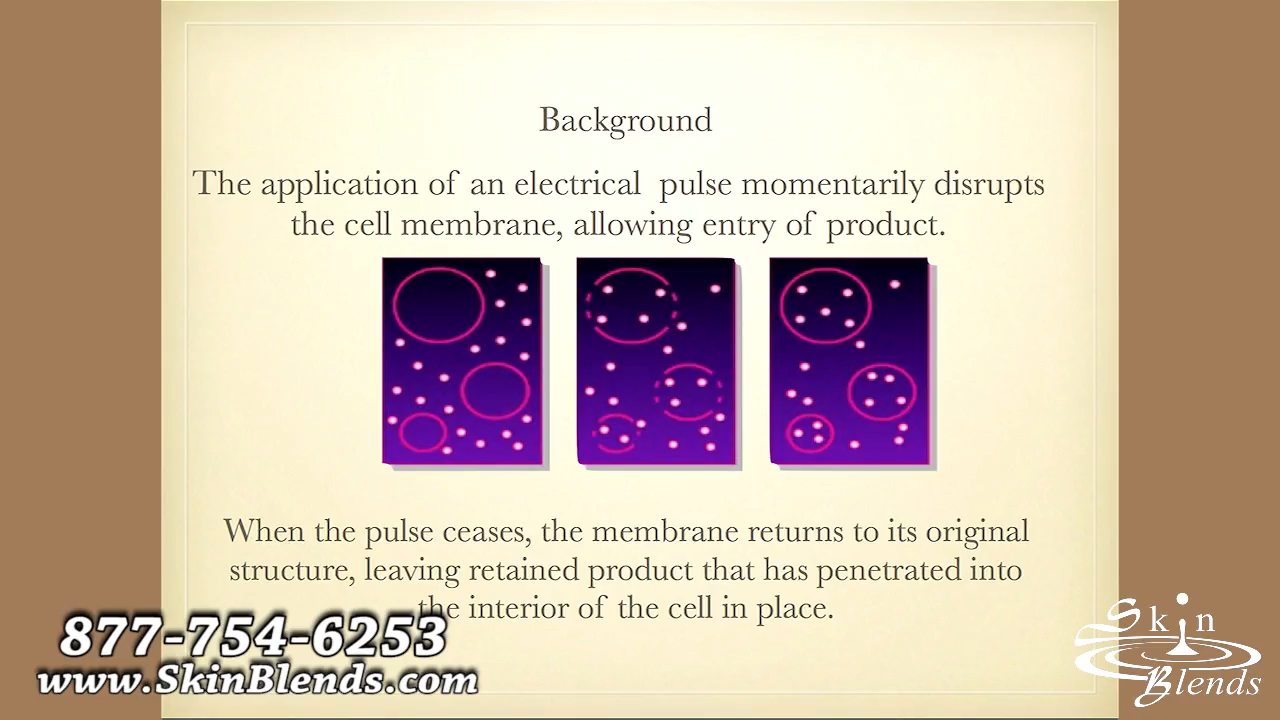 Background
The application of an electrical pulse momentarily disrupts
the cell membrane, allowing entry of product.
When the pulse ceases, the membrane returns to its original
structure, leaving retained product that has penetrated into
the interior of the cell in place.
877-754-6253
www.SkinBlends.com
Skin
Blends